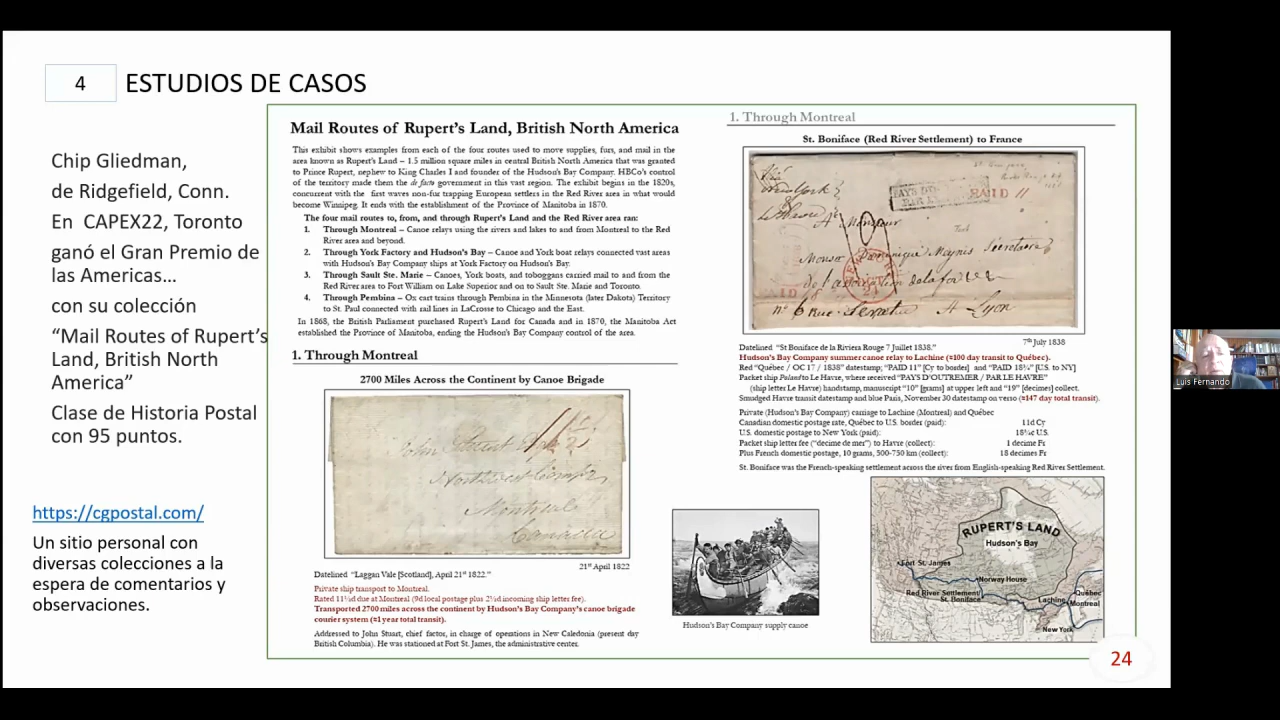 4
ESTUDIOS DE CASOS
Chip Gliedman,
de Ridgefield, Conn.
En CAPEX22, Toronto
ganó el Gran Premio de
las Americas...
con su colección
“Mail Routes of Rupert’s
Land, British North
America”
Clase de Historia Postal
con 95 puntos.
https://cgpostal.com/
Un sitio personal con
diversas colecciones a la
espera de comentarios y
observaciones.
Mail Routes of Rupert’s Land, British North America
This exhibit shows examples from each of the four routes used to move supplies, furs, and mail in the
area known as Rupert’s Land – 1.5 million square miles in central British North America that was granted
to Prince Rupert, nephew to King Charles I and founder of the Hudson’s Bay Company. HBCo’s control
of the territory made them the de facto government in this vast region. The exhibit begins in the 1820s,
concurrent with the first waves non-fur trapping European settlers in the Red River area in what would
become Winnipeg. It ends with the establishment of the Province of Manitoba in 1870.
The four mail routes to, from, and through Rupert’s Land and the Red River area ran:
1. Through Montreal – Canoe relays using the rivers and lakes to and from Montreal to the Red
River area and beyond.
2. Through York Factory and Hudson’s Bay – Canoe and York boat relays connected vast areas
with Hudson’s Bay Company ships at York Factory on Hudson’s Bay.
3. Through Sault Ste. Marie – Canoes, York boats, and toboggans carried mail to and from the
Red River area to Fort William on Lake Superior and on to Sault Ste. Marie and Toronto.
4. Through Pembina – Ox cart trains through Pembina in the Minnesota (later Dakota) Territory
to St. Paul connected with rail lines in LaCrosse to Chicago and the East.
In 1868, the British Parliament purchased Rupert’s Land for Canada and in 1870, the Manitoba Act
established the Province of Manitoba, ending the Hudson’s Bay Company control of the area.
1. Through Montreal
2700 Miles Across the Continent by Canoe Brigade
John Stuart
Montreal
Canada
21st April 1822
Datelined “Laggan Vale [Scotland], April 21st 1822.”
Private ship transport to Montreal.
Rated 11½d due at Montreal (9d local postage plus 2½d incoming ship letter fee).
Transported 2700 miles across the continent by Hudson’s Bay Company’s canoe brigade
courier system (≈1 year total transit).
Addressed to John Stuart, chief factor, in charge of operations in New Caledonia (present day
British Columbia). He was stationed at Fort St. James, the administrative center.
Hudson’s Bay Company supply canoe
1. Through Montreal
St. Boniface (Red River Settlement) to France
PAYS D'OUTREMER
PAR LE HAVRE
PAID 11
A Monsieur
Monsr Dominique Meynis Secrétaire
A Lyon
7th July 1838
Datelined “St Boniface de la Riviera Rouge 7 Juillet 1838.”
Hudson’s Bay Company summer canoe relay to Lachine (≈100 day transit to Québec).
Red “Québec / OC 17 / 1838” datestamp; “PAID 11” [Cy to border] and “PAID 18¾” [U.S. to NY]
Packet ship Poland to Le Havre, where received “PAYS D’OUTREMER / PAR LE HAVRE”
(ship letter Le Havre) handstamp, manuscript “10” [grams] at upper left and “19” [decimes] collect.
Smudged Havre transit datestamp and blue Paris, November 30 datestamp on verso (≈147 day total transit).
Private (Hudson’s Bay Company) carriage to Lachine (Montreal) and Québec
Canadian domestic postage rate, Québec to U.S. border (paid): 11d Cy
U.S. domestic postage to New York (paid): 18¾c U.S.
Packet ship letter fee (“decime de mer”) to Havre (collect): 1 decime Fr
Plus French domestic postage, 10 grams, 500-750 km (collect): 18 decimes Fr
St. Boniface was the French-speaking settlement across the river from English-speaking Red River Settlement.
RUPERT'S LAND
Hudson's Bay
Fort St. James
Norway House
Red River Settlement/
St. Boniface
Lachine
Québec
Montreal
New York
24
Luis Fernando